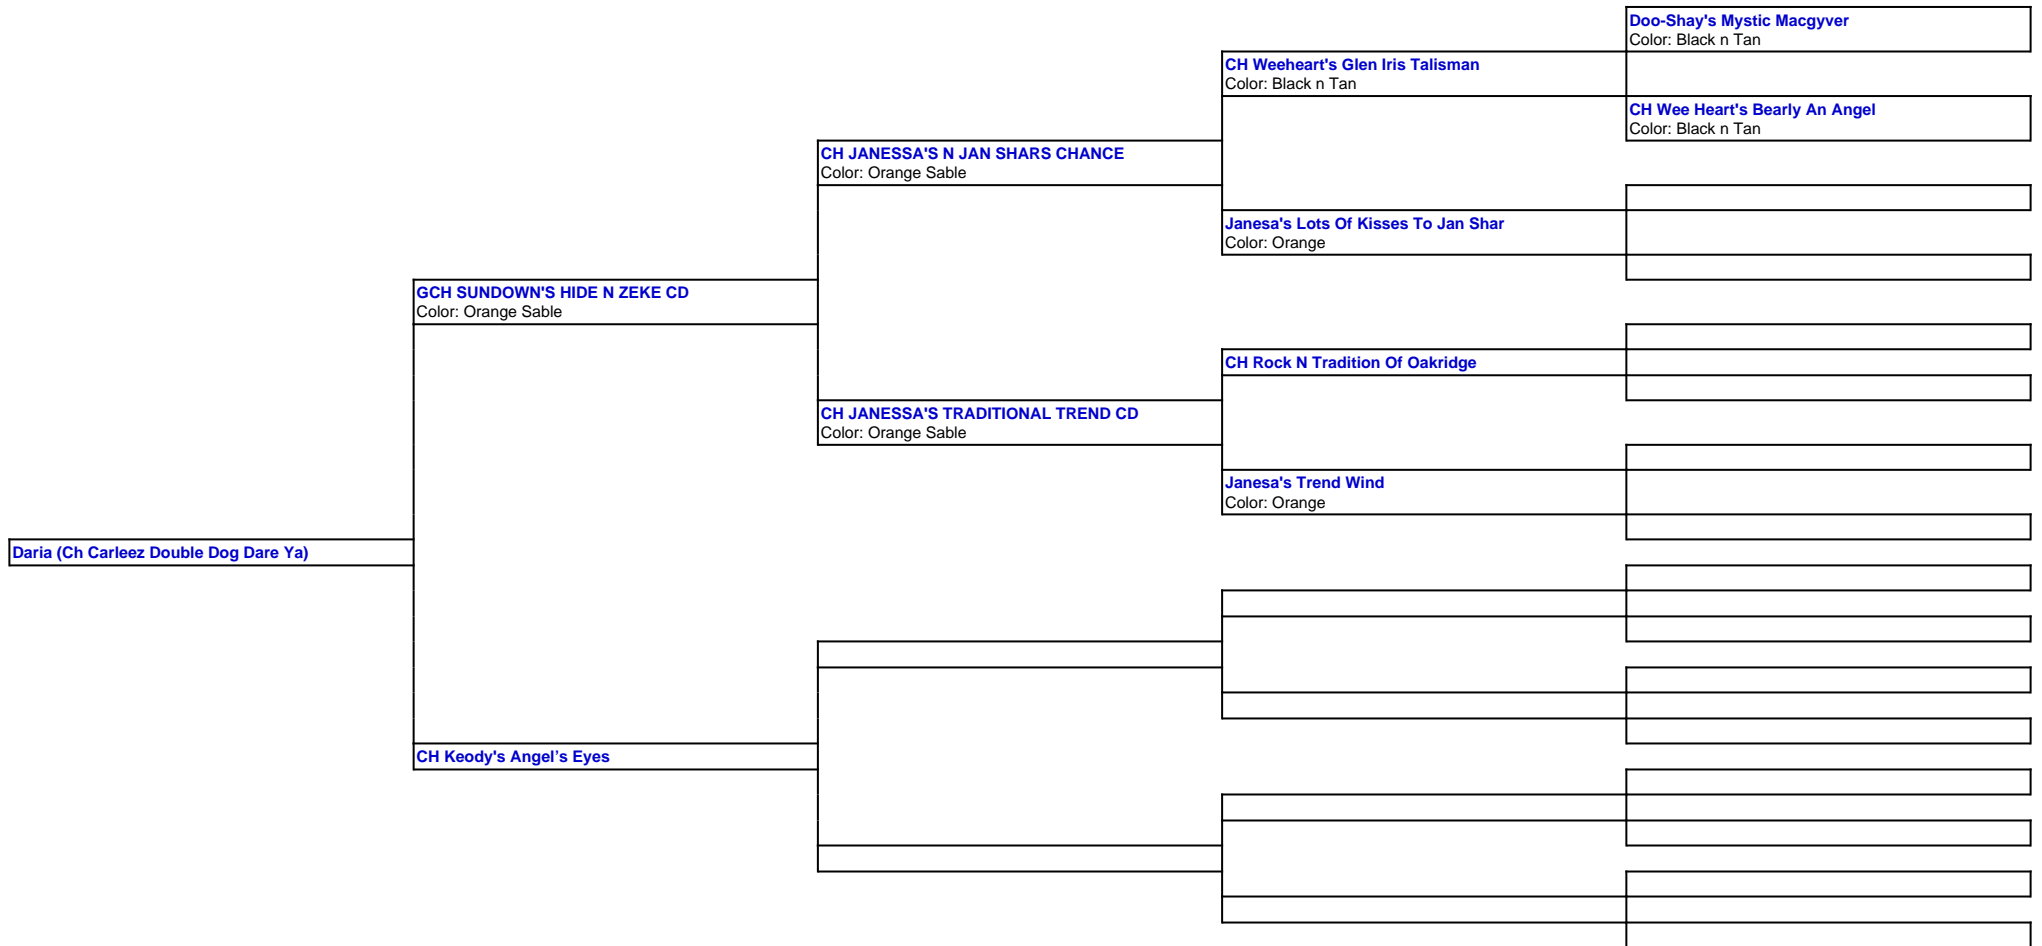 Doo-Shay's Mystic Macgyver
Color: Black n Tan
CH Weeheart's Glen Iris Talisman
Color: Black n Tan
CH Wee Heart's Bearly An Angel
Color: Black n Tan
CH JANESSA'S N JAN SHARS CHANCE
Color: Orange Sable
Janesa's Lots Of Kisses To Jan Shar
Color: Orange
GCH SUNDOWN'S HIDE N ZEKE CD
Color: Orange Sable
CH Rock N Tradition Of Oakridge
CH JANESSA'S TRADITIONAL TREND CD
Color: Orange Sable
Janesa's Trend Wind
Color: Orange
Daria (Ch Carleez Double Dog Dare Ya)
CH Keody's Angel’s Eyes